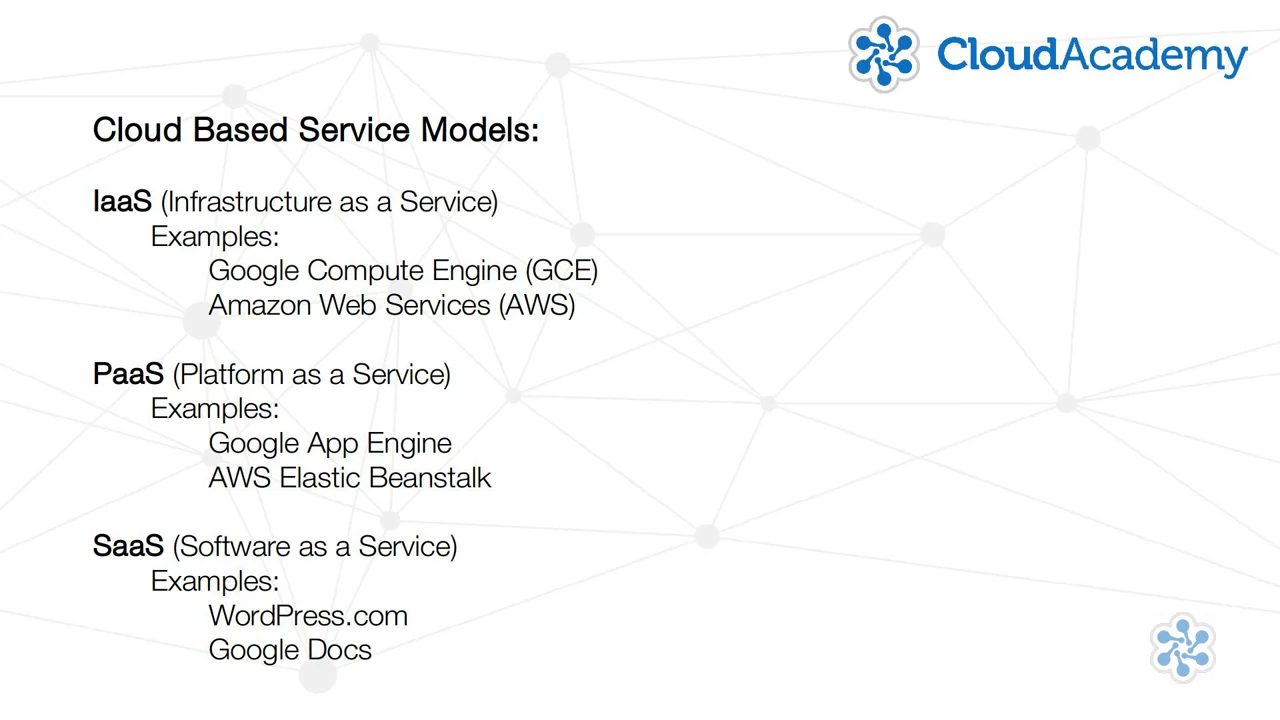 CloudAcademy
Cloud Based Service Models:
IaaS (Infrastructure as a Service)
Examples:
Google Compute Engine (GCE)
Amazon Web Services (AWS)
PaaS (Platform as a Service)
Examples:
Google App Engine
AWS Elastic Beanstalk
SaaS (Software as a Service)
Examples:
WordPress.com
Google Docs